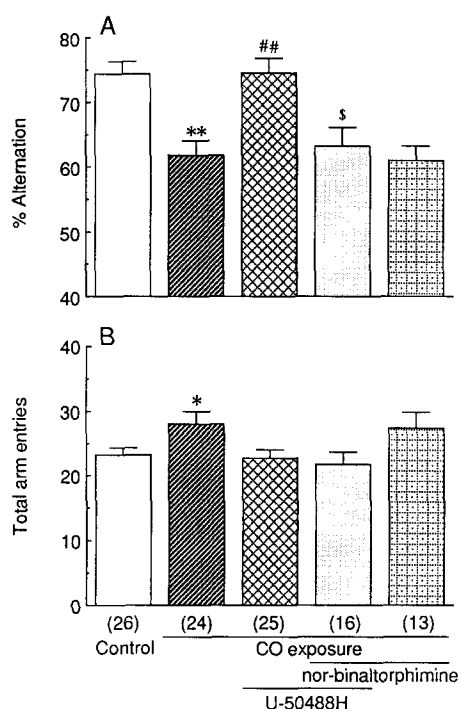 A
% Alternation
80
70
60
50
40
**
##
$
B
Total arm entries
40
30
20
10
0
*
(26) (24) (25) (16) (13)
Control CO exposure
nor-binaltorphimine
U-50488H